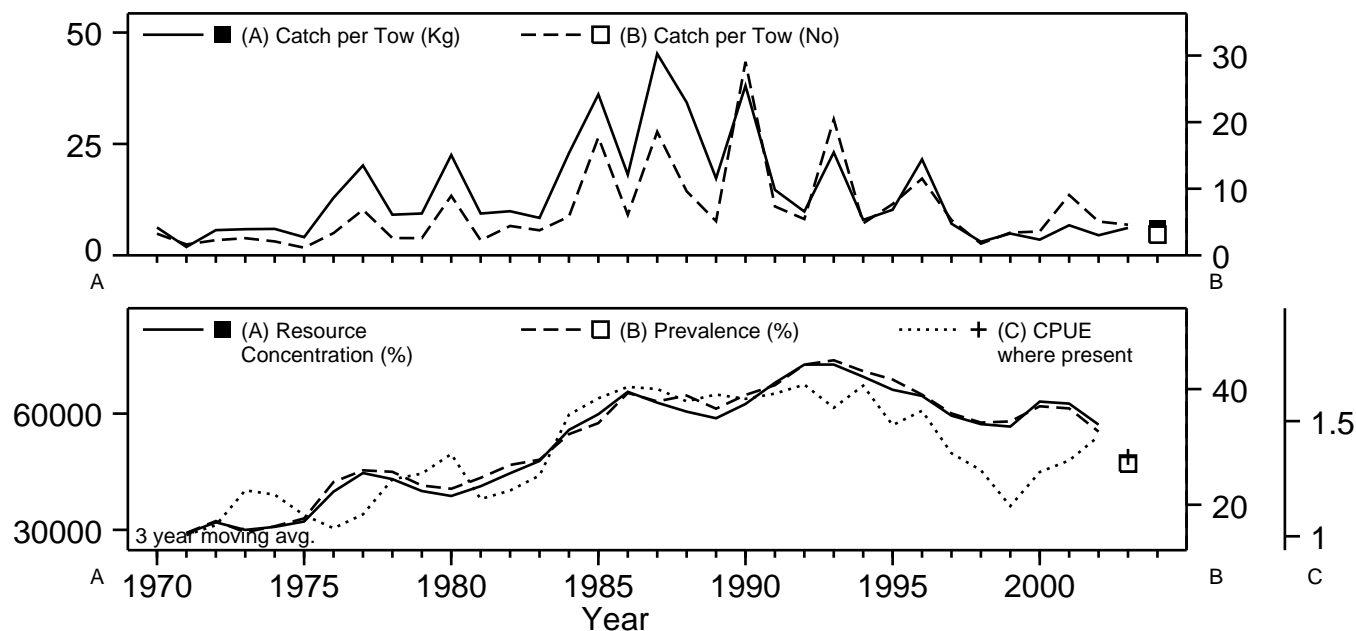 50
25
0
A
(A) Catch per Tow (Kg)
(B) Catch per Tow (No)
30
20
10
0
B
(A) Resource
Concentration (%)
(B) Prevalence (%)
(C) CPUE
where present
60000
30000
A
3 year moving avg.
40
20
B
1.5
1
C
1970 1975 1980 1985 1990 1995 2000
Year